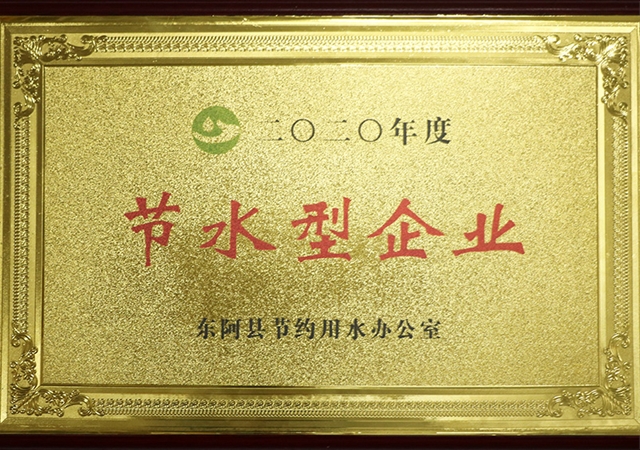 二〇二〇年度
节水型企业
东阿县节约用水办公室